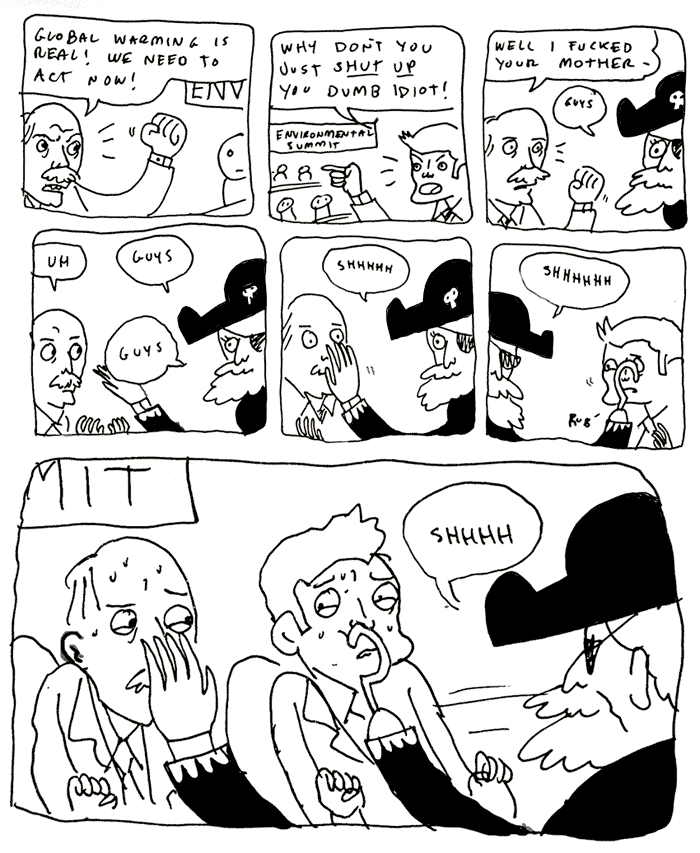 GLOBAL WARMING IS
REAL! WE NEED TO
ACT NOW!
ENV
WHY DON'T YOU
JUST SHUT UP
YOU DUMB IDIOT!
ENVIRONMENTAL
SUMMIT
WELL I FUCKED
YOUR MOTHER-
GUYS
UH
GUYS
GUYS
SHHHHH
SHHHHHH
RUB
MIT
SHHHH